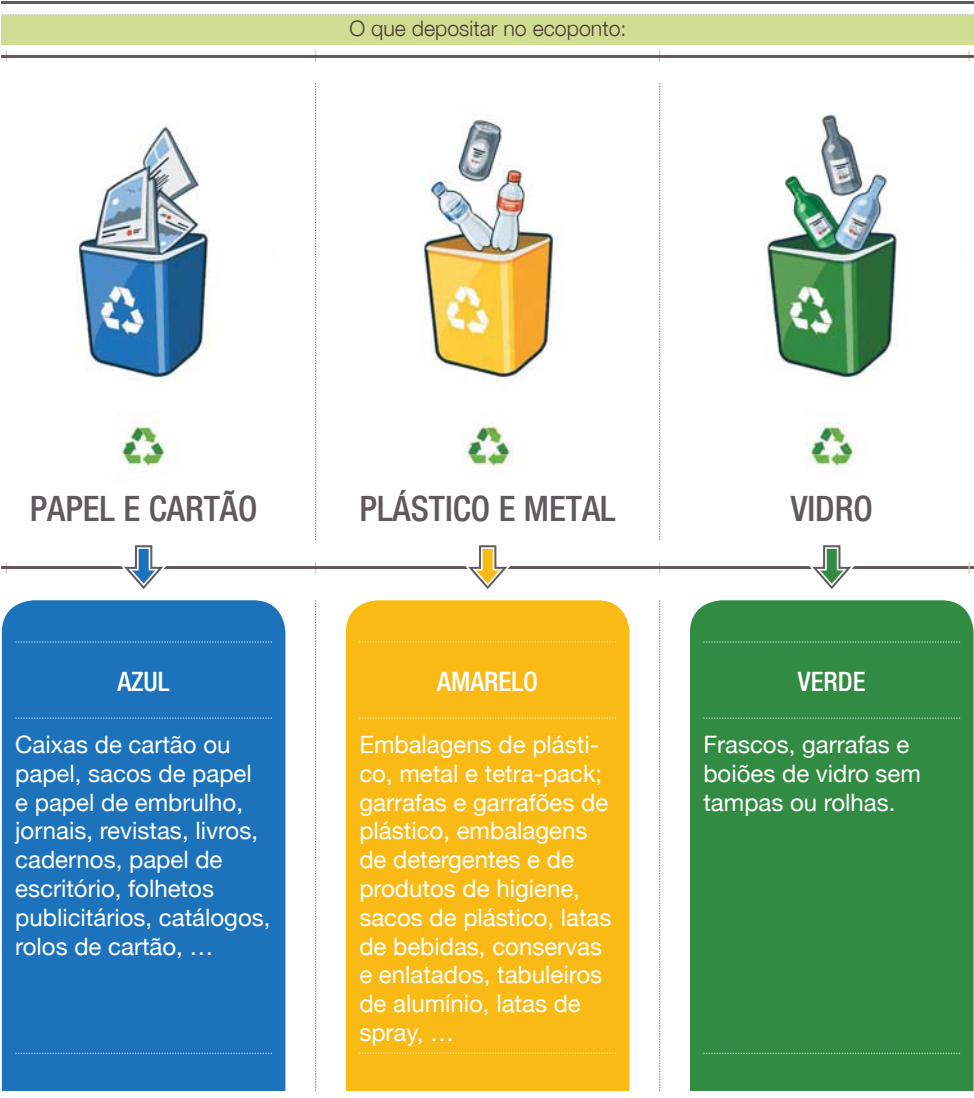 O que depositar no ecoponto:
PAPEL E CARTÃO
PLÁSTICO E METAL
VIDRO
AZUL
Caixas de cartão ou
papel, sacos de papel
e papel de embrulho,
jornais, revistas, livros,
cadernos, papel de
escritório, folhetos
publicitários, catálogos,
rolos de cartão, …
AMARELO
Embalagens de plásti-
co, metal e tetra-pack;
garrafas e garrafões de
plástico, embalagens
de detergentes e de
produtos de higiene,
sacos de plástico, latas
de bebidas, conservas
e enlatados, tabuleiros
de alumínio, latas de
spray, …
VERDE
Frascos, garrafas e
boiões de vidro sem
tampas ou rolhas.